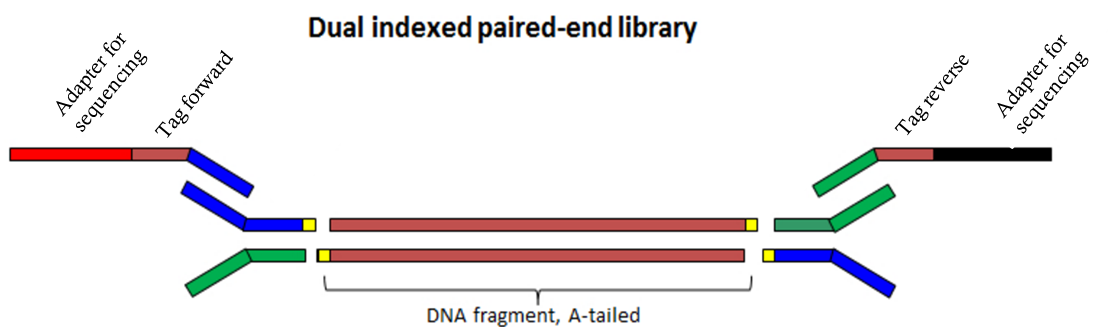 Dual indexed paired-end library
Adapter for
sequencing
Tag forward
Tag reverse
Adapter for
sequencing
DNA fragment, A-tailed